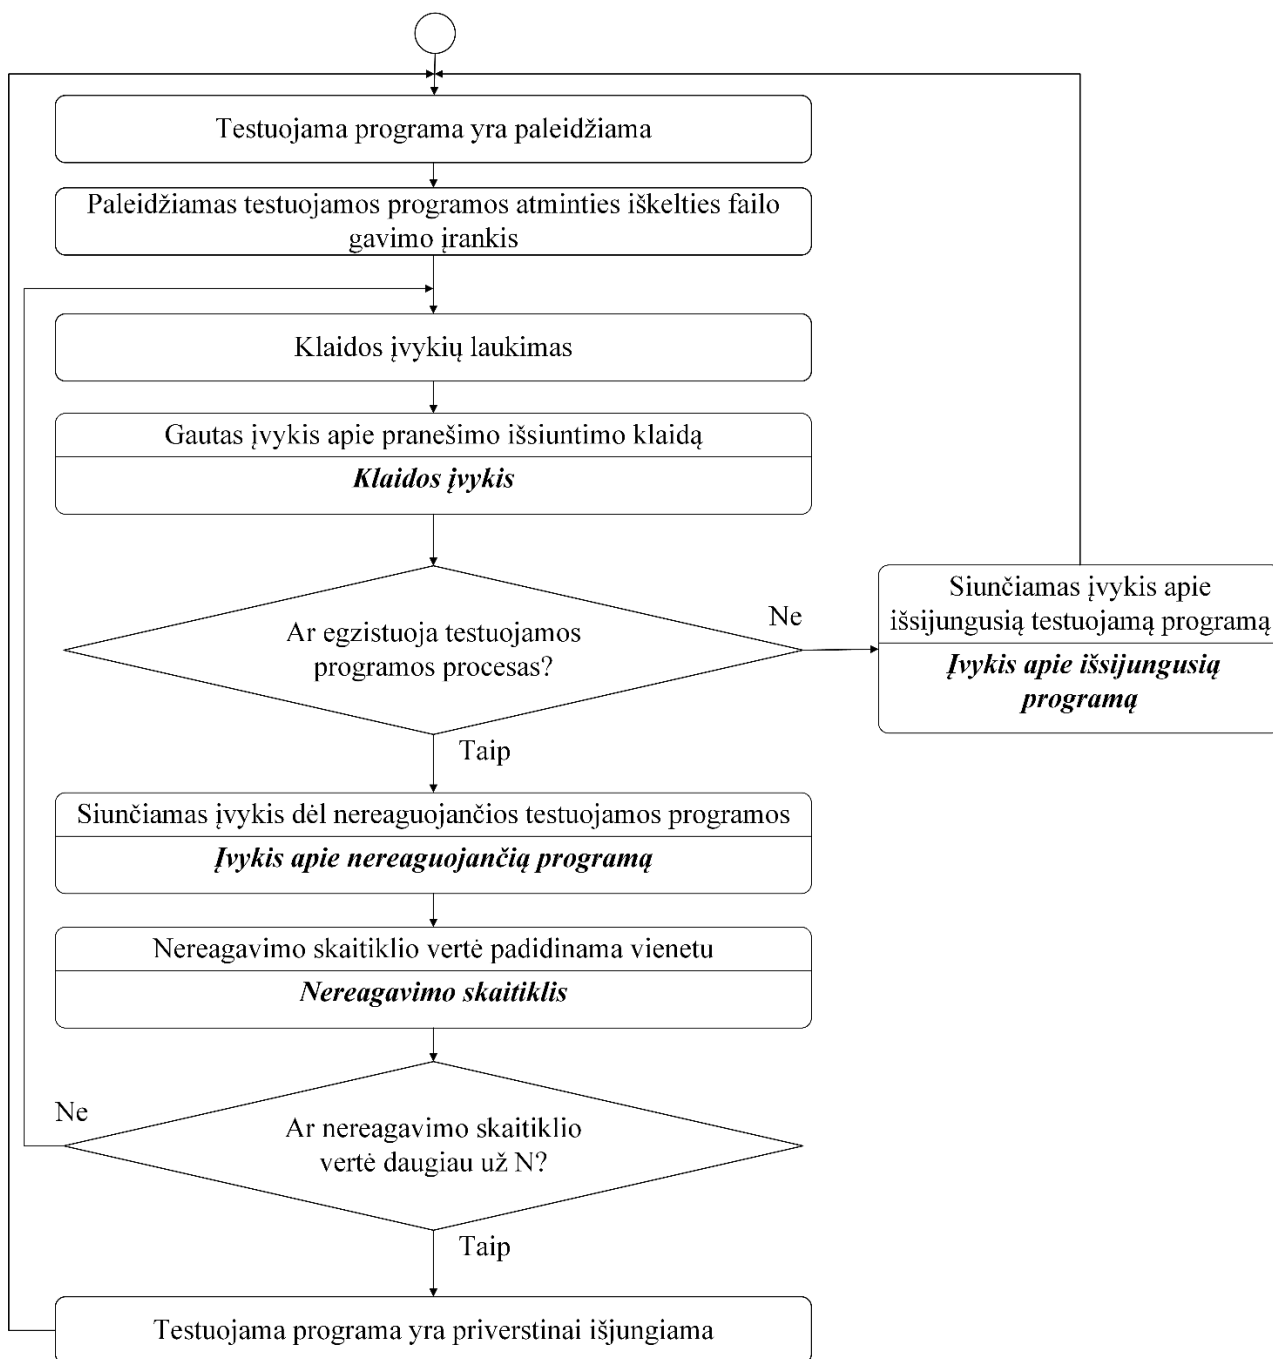 Testuojama programa yra paleidžiama
Paleidžiamas testuojamos programos atminties iškelties failo
gavimo įrankis
Klaidos įvykių laukimas
Gautas įvykis apie pranešimo išsiuntimo klaidą
Klaidos įvykis
Ar egzistuoja testuojamos
programos procesas?
Ne
Siunčiamas įvykis apie
išsijungusią testuojamą programą
Įvykis apie išsijungusią
programą
Taip
Siunčiamas įvykis dėl nereaguojančios testuojamos programos
Įvykis apie nereaguojančią programą
Nereagavimo skaitiklio vertė padidinama vienetu
Nereagavimo skaitiklis
Ne
Ar nereagavimo skaitiklio
vertė daugiau už N?
Taip
Testuojama programa yra priverstinai išjungiama